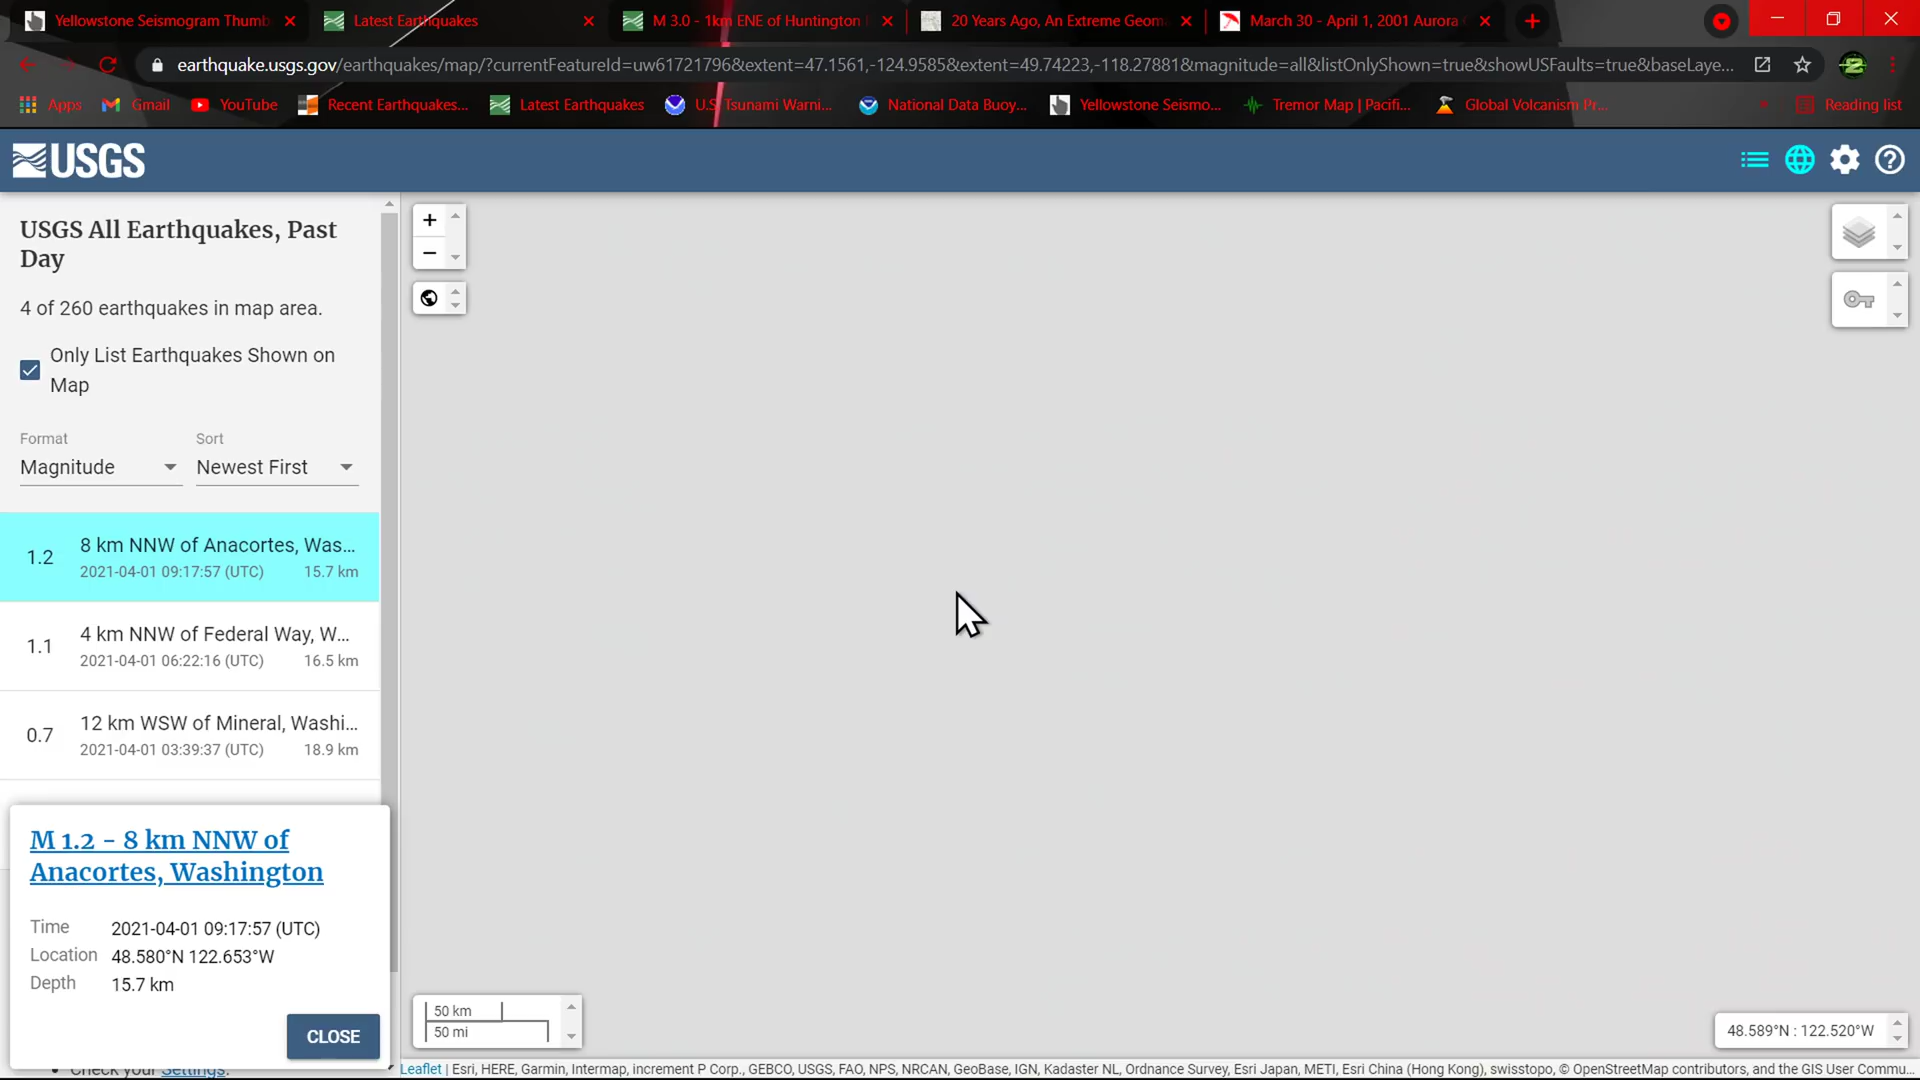 Yellowstone Seismogram Thumb
Latest Earthquakes
M 3.0 - 1km ENE of Huntington
20 Years Ago, An Extreme Geom
March 30 - April 1, 2001 Aurora
earthquake.usgs.gov/earthquakes/map/?currentFeatureId=uw61721796&extent=47.1561,-124.9585&extent=49.74223,-118.27881&magnitude=all&listOnlyShown=true&showUSFaults=true&baseLaye...
Apps
Gmail
YouTube
Recent Earthquakes...
Latest Earthquakes
U.S. Tsunami Warni...
National Data Buoy...
Yellowstone Seismo...
Tremor Map | Pacifi...
Global Volcanism Pr...
Reading list
USGS
USGS All Earthquakes, Past
Day
4 of 260 earthquakes in map area.
Only List Earthquakes Shown on
Map
Format
Sort
Magnitude
Newest First
1.2
8 km NNW of Anacortes, Was...
2021-04-01 09:17:57 (UTC)
15.7 km
1.1
4 km NNW of Federal Way, W...
2021-04-01 06:22:16 (UTC)
16.5 km
0.7
12 km WSW of Mineral, Washi...
2021-04-01 03:39:37 (UTC)
18.9 km
M 1.2 - 8 km NNW of
Anacortes, Washington
Time
2021-04-01 09:17:57 (UTC)
Location
48.580°N 122.653°W
Depth
15.7 km
CLOSE
Check your Settings.
+
−
50 km
50 mi
48.589°N : 122.520°W
Leaflet | Esri, HERE, Garmin, Intermap, increment P Corp., GEBCO, USGS, FAO, NPS, NRCAN, GeoBase, IGN, Kadaster NL, Ordnance Survey, Esri Japan, METI, Esri China (Hong Kong), swisstopo, © OpenStreetMap contributors, and the GIS User Commu...